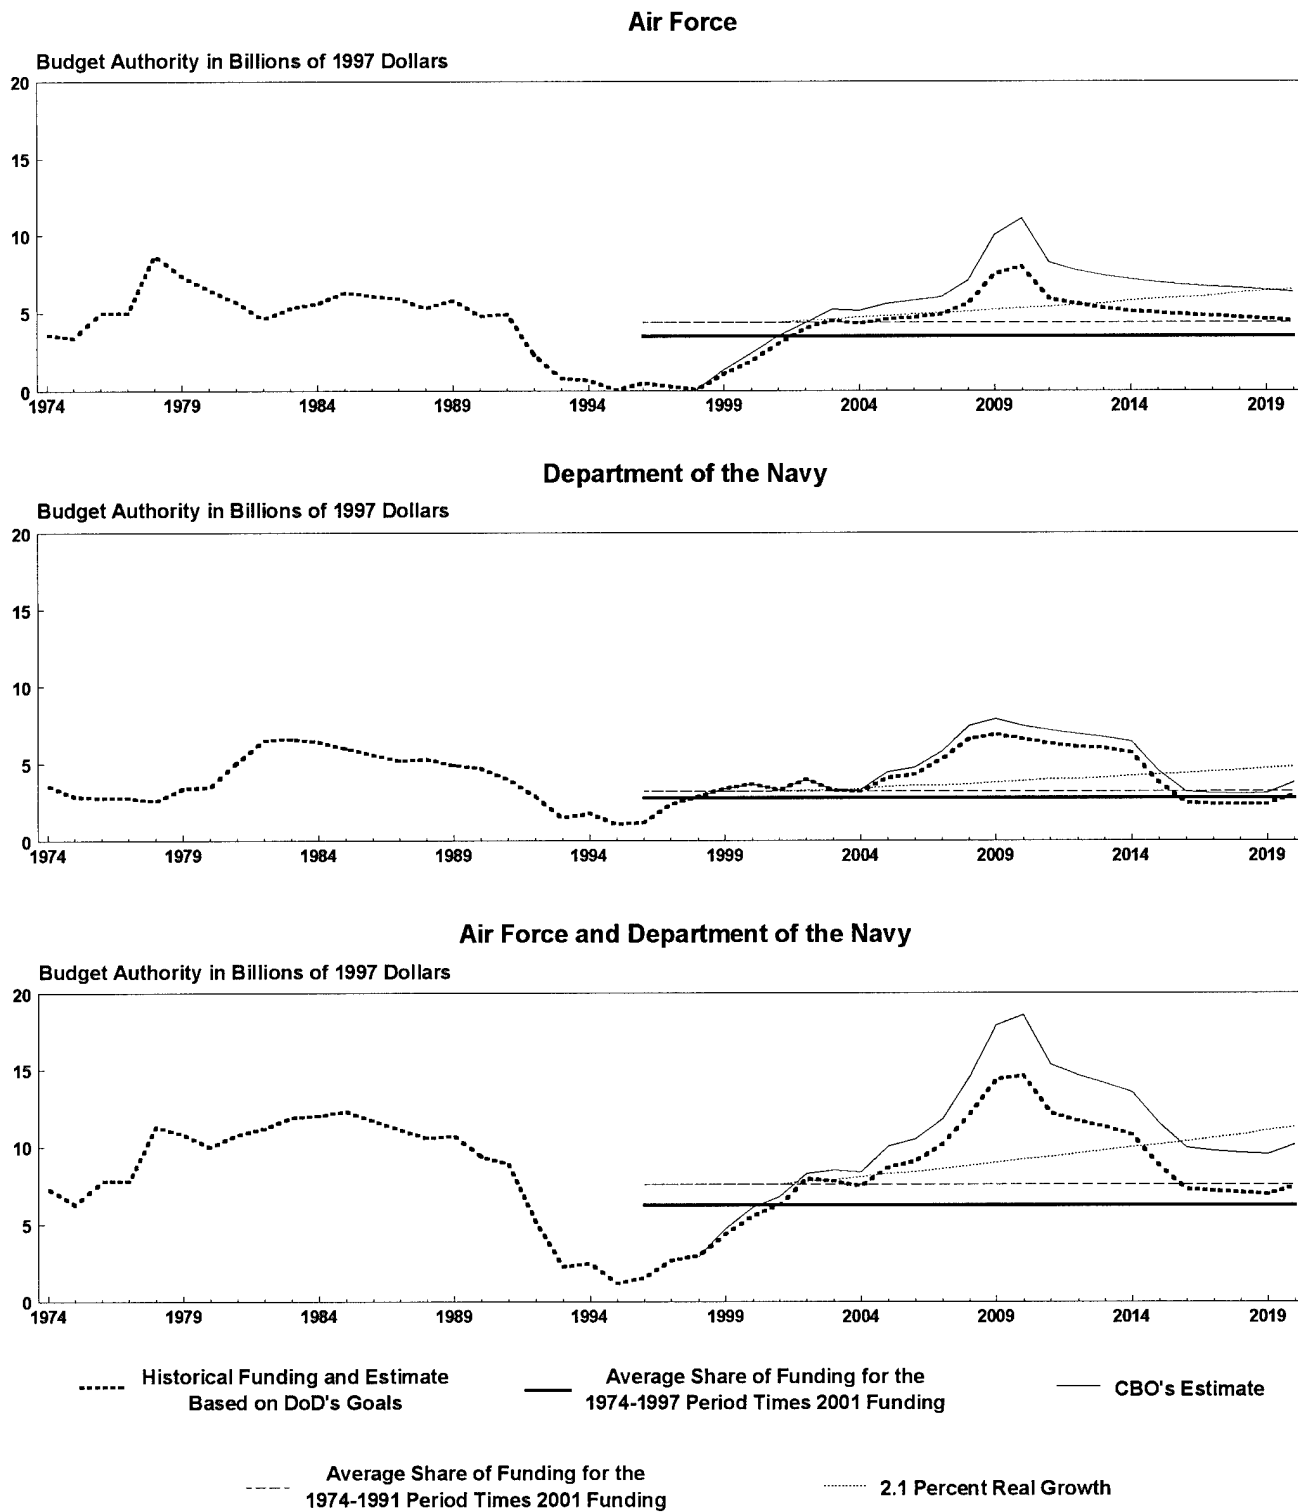 Air Force
Budget Authority in Billions of 1997 Dollars
20
15
10
5
0
1974 1979 1984 1989 1994 1999 2004 2009 2014 2019
Department of the Navy
Budget Authority in Billions of 1997 Dollars
20
15
10
5
0
1974 1979 1984 1989 1994 1999 2004 2009 2014 2019
Air Force and Department of the Navy
Budget Authority in Billions of 1997 Dollars
20
15
10
5
0
1974 1979 1984 1989 1994 1999 2004 2009 2014 2019
Historical Funding and Estimate
Based on DoD's Goals
Average Share of Funding for the
1974-1997 Period Times 2001 Funding
CBO's Estimate
Average Share of Funding for the
1974-1991 Period Times 2001 Funding
2.1 Percent Real Growth